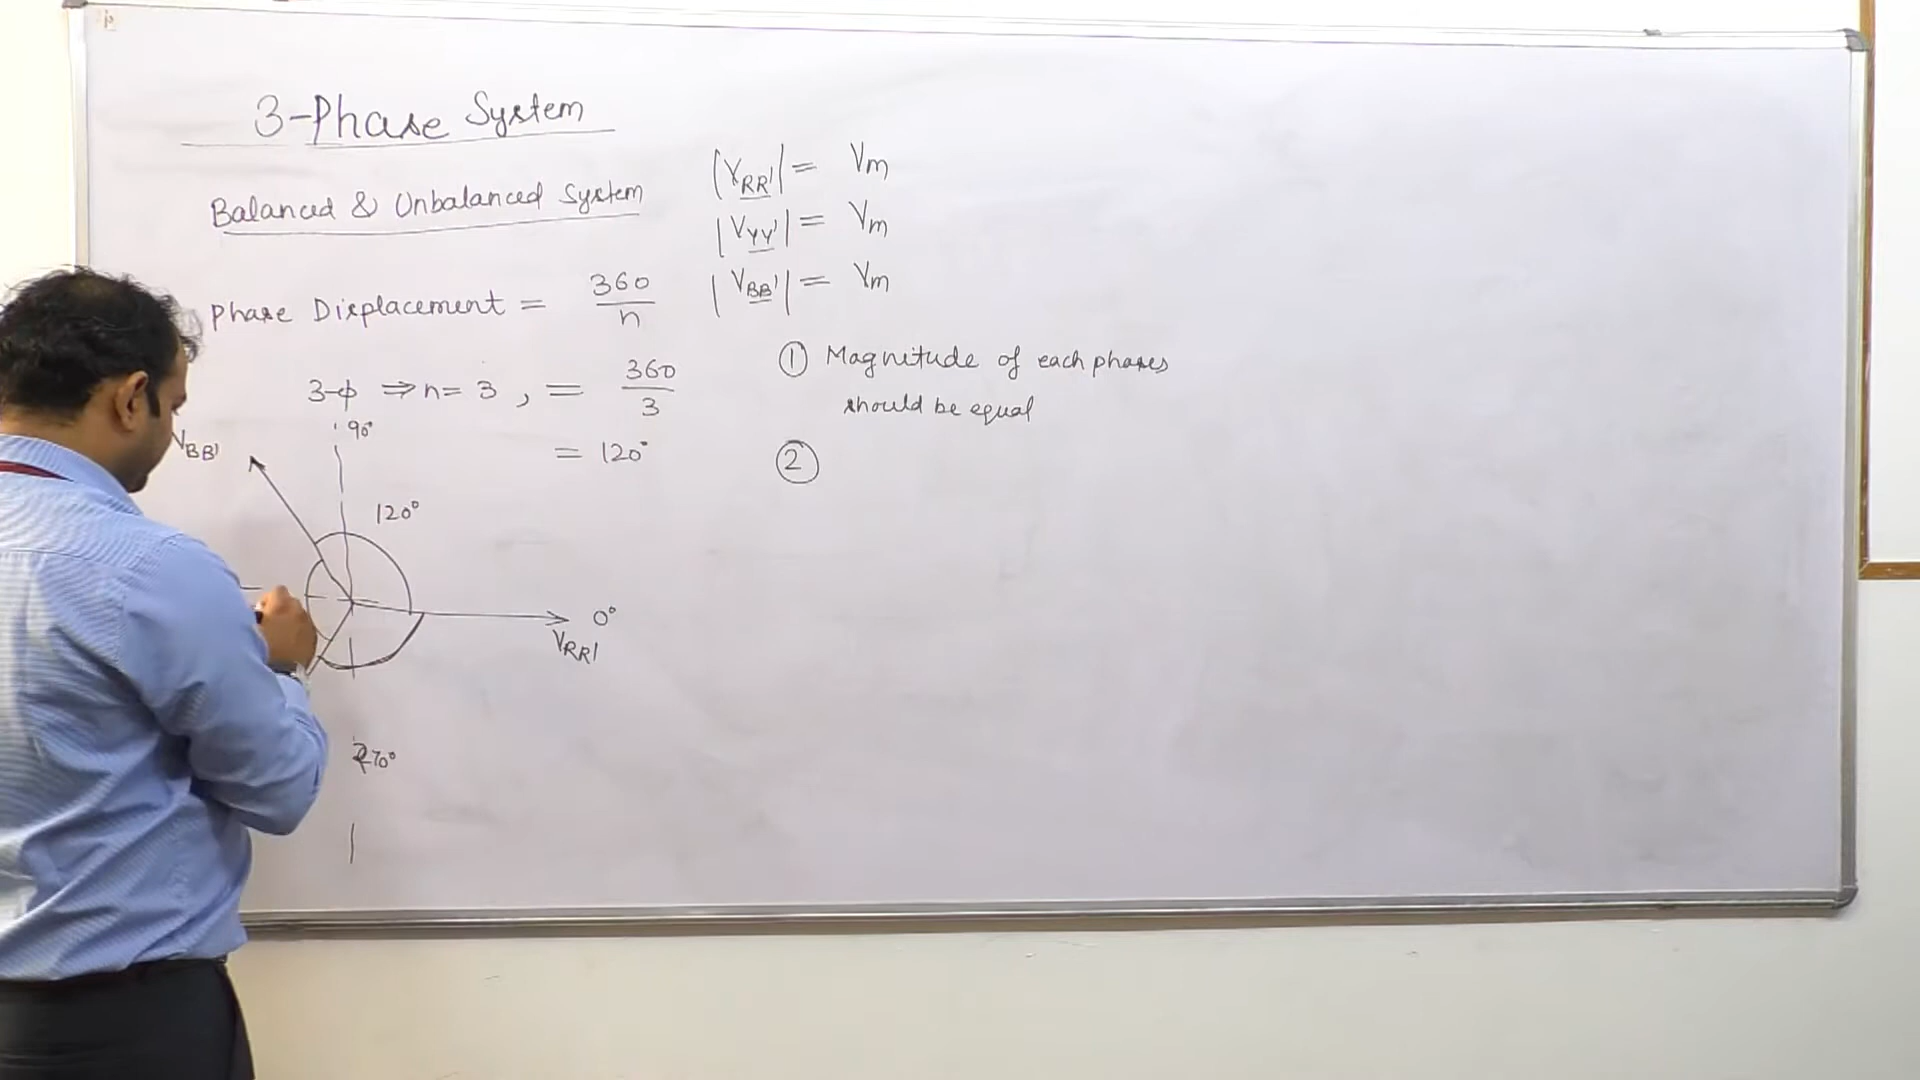 3-Phase System
Balanced & Unbalanced System
Phase Displacement = 360/n
3-ϕ ⇒ n = 3 , = 360/3
= 120°
VBB'
90°
120°
0°
VRR'
270°
|VRR'| = Vm
|VYY'| = Vm
|VBB'| = Vm
① Magnitude of each phases
should be equal
②